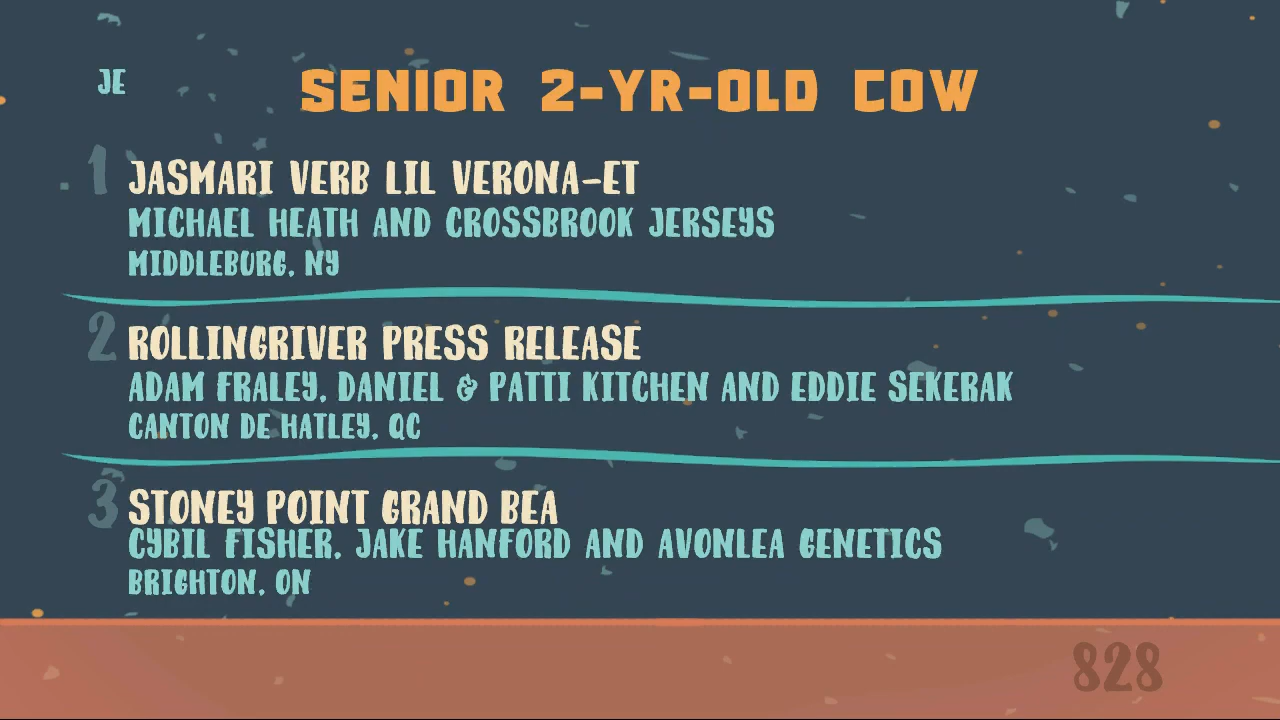 JE
SENIOR 2-YR-OLD COW
1 JASMARI VERB LIL VERONA-ET
MICHAEL HEATH AND CROSSBROOK JERSEYS
MIDDLEBURG, NY
2 ROLLINGRIVER PRESS RELEASE
ADAM FRALEY, DANIEL & PATTI KITCHEN AND EDDIE SEKERAK
CANTON DE HATLEY, QC
3 STONEY POINT GRAND BEA
CYBIL FISHER, JAKE HANFORD AND AVONLEA GENETICS
BRIGHTON, ON
828